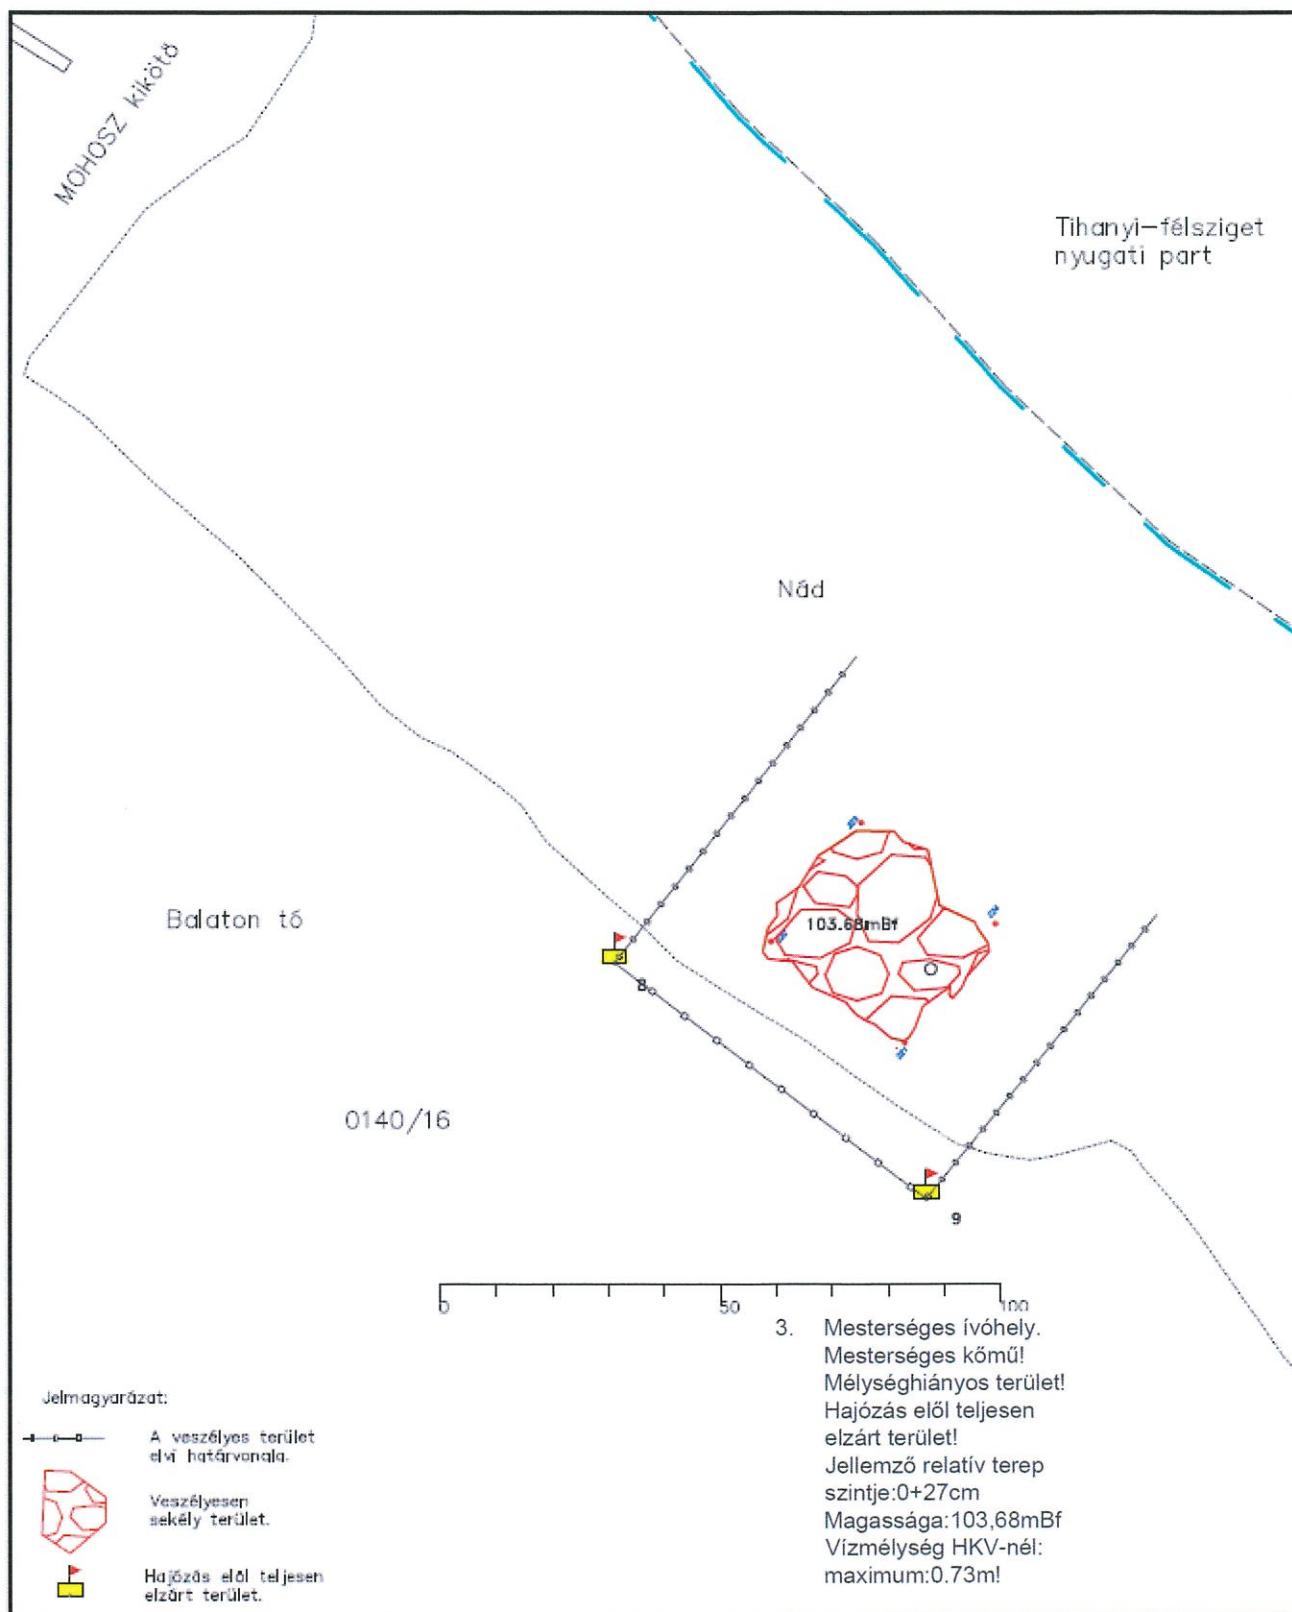 MOHOSZ kikötő
Tihanyi-félsziget
nyugati part
Nád
103.68mBf
Balaton tó
8
0140/16
9
0 50 100
3. Mesterséges ívóhely.
Mesterséges kőmű!
Mélységhiányos terület!
Hajózás elől teljesen
elzárt terület!
Jellemző relatív terep
szintje:0+27cm
Magassága:103,68mBf
Vízmélység HKV-nél:
maximum:0.73m!
Jelmagyarázat:
A veszélyes terület
elvi határvonala.
Veszélyesen
sekély terület.
Hajózás elől teljesen
elzárt terület.